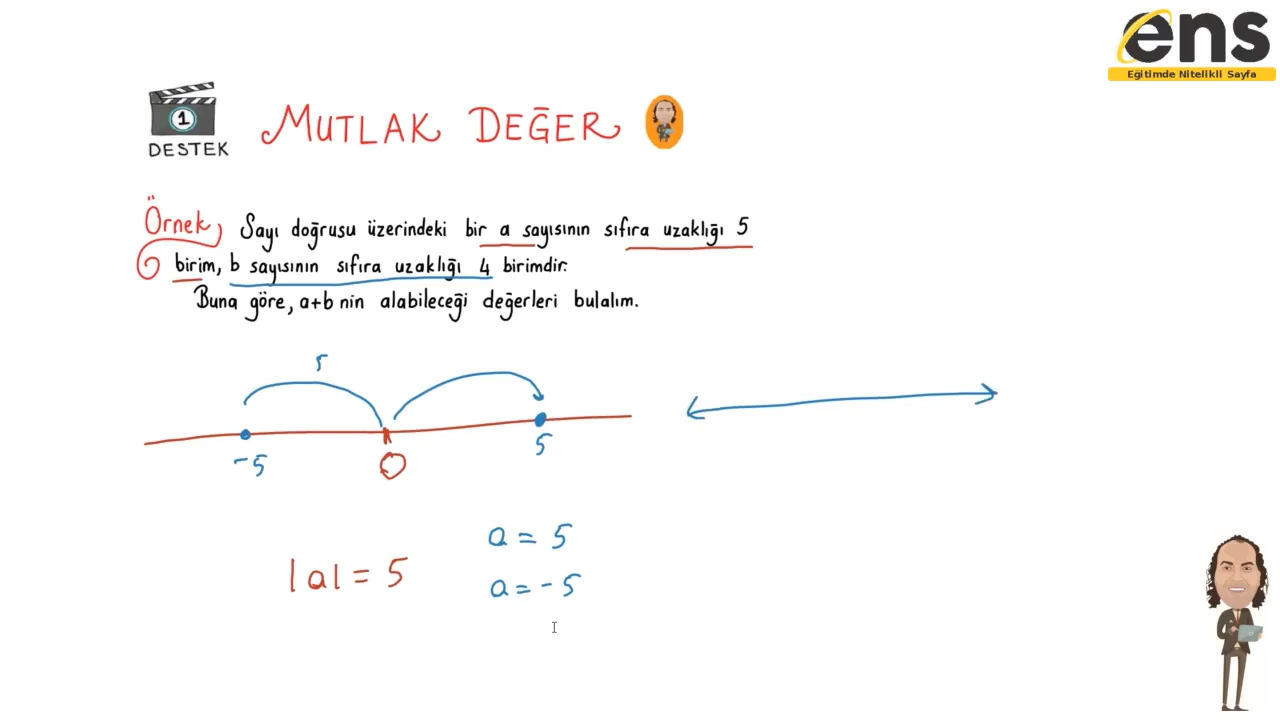 ens
Eğitimde Nitelikli Sayfa
1
DESTEK
MUTLAK DEĞER
Örnek Sayı doğrusu üzerindeki bir a sayısının sıfıra uzaklığı 5
birim, b sayısının sıfıra uzaklığı 4 birimdir.
Buna göre, a+b nin alabileceği değerleri bulalım.
5
-5
0
5
|a| = 5
a = 5
a = -5